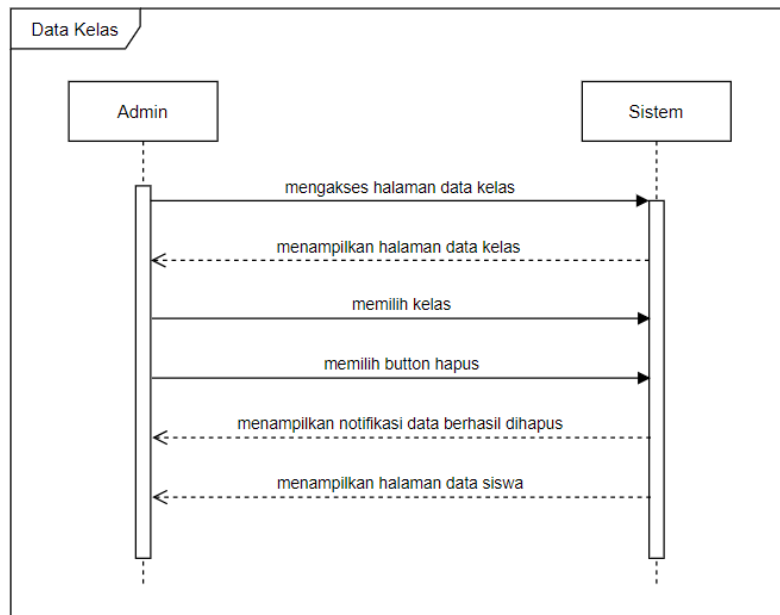 Data Kelas
Admin
Sistem
mengakses halaman data kelas
menampilkan halaman data kelas
memilih kelas
memilih button hapus
menampilkan notifikasi data berhasil dihapus
menampilkan halaman data siswa